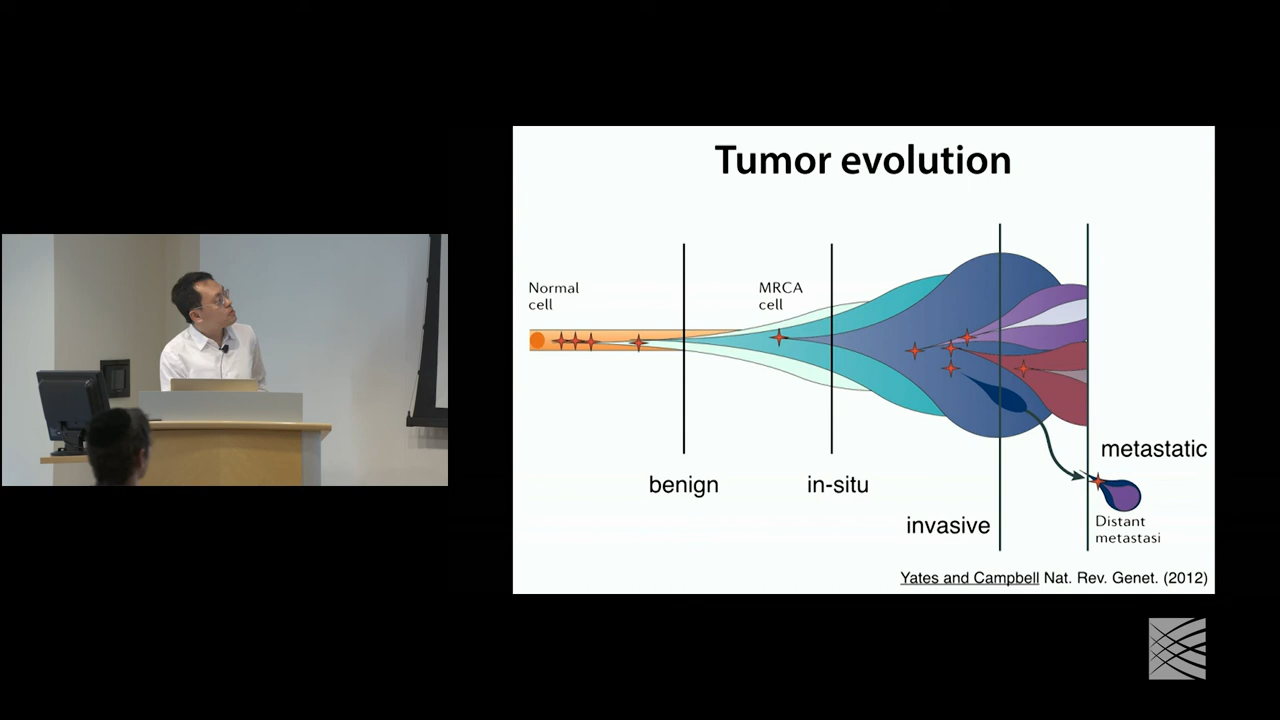 Tumor evolution
Normal
cell
MRCA
cell
benign
in-situ
invasive
metastatic
Distant
metastasi
Yates and Campbell Nat. Rev. Genet. (2012)